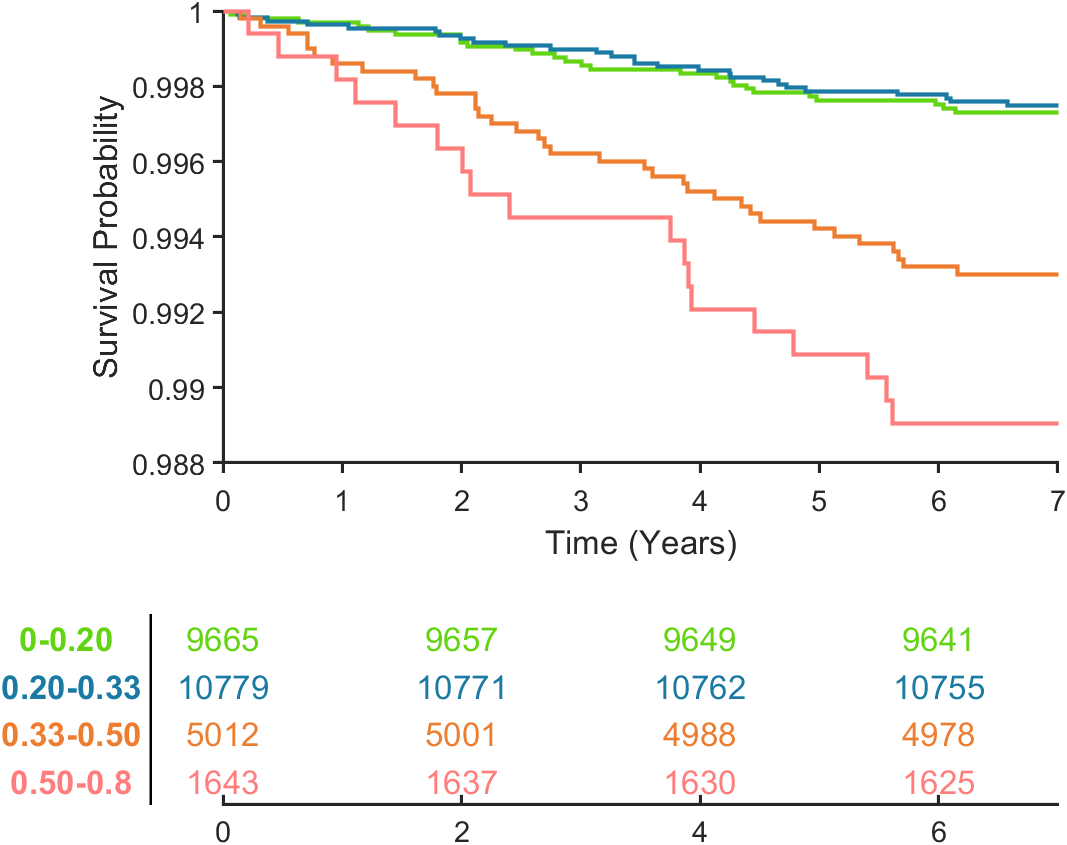 1
0.998
0.996
0.994
0.992
0.99
0.988
Survival Probability
0 1 2 3 4 5 6 7
Time (Years)
0-0.20 9665 9657 9649 9641
0.20-0.33 10779 10771 10762 10755
0.33-0.50 5012 5001 4988 4978
0.50-0.8 1643 1637 1630 1625
0 2 4 6